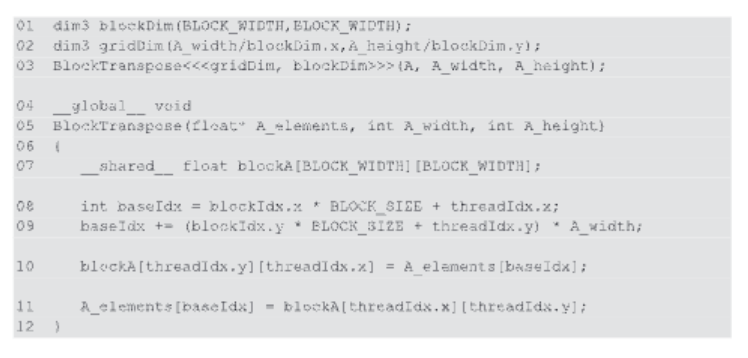 01 dim3 blockDim(BLOCK_WIDTH,BLOCK_WIDTH);
02 dim3 gridDim(A_width/blockDim.x,A_height/blockDim.y);
03 BlockTranspose<<<gridDim, blockDim>>>(A, A_width, A_height);
04 __global__ void
05 BlockTranspose(float* A_elements, int A_width, int A_height)
06 {
07 __shared__ float blockA[BLOCK_WIDTH][BLOCK_WIDTH];
08 int baseIdx = blockIdx.x * BLOCK_SIZE + threadIdx.x;
09 baseIdx += (blockIdx.y * BLOCK_SIZE + threadIdx.y) * A_width;
10 blockA[threadIdx.y][threadIdx.x] = A_elements[baseIdx];
11 A_elements[baseIdx] = blockA[threadIdx.x][threadIdx.y];
12 }